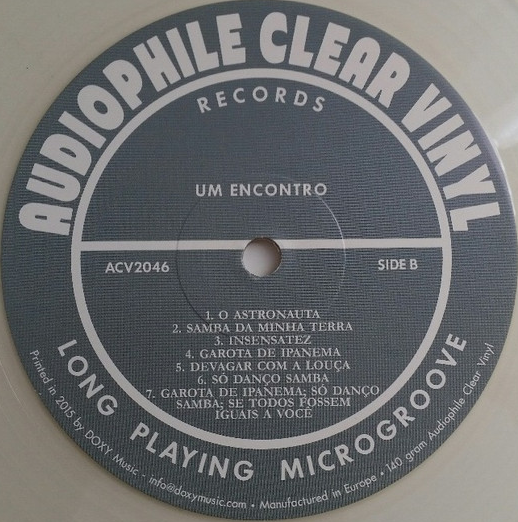 AUDIOPHILE CLEAR VINYL
RECORDS
UM ENCONTRO
ACV2046
SIDE B
1. O ASTRONAUTA
2. SAMBA DA MINHA TERRA
3. INSENSATEZ
4. GAROTA DE IPANEMA
5. DEVAGAR COM A LOUÇA
6. SÓ DANÇO SAMBA
7. GAROTA DE IPANEMA; SÓ DANÇO
SAMBA; SE TODOS FOSSEM
IGUAIS A VOCÊ
LONG PLAYING MICROGROOVE
Printed in 2015 by DOXY Music - info@doxymusic.com • Manufactured in Europe • 140 gram Audiophile Clear Vinyl